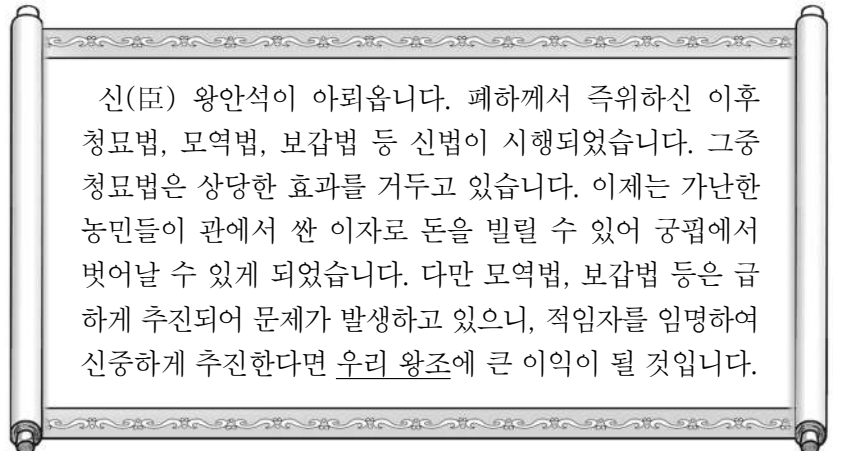 신(臣) 왕안석이 아뢰옵니다. 폐하께서 즉위하신 이후
청묘법, 모역법, 보갑법 등 신법이 시행되었습니다. 그중
청묘법은 상당한 효과를 거두고 있습니다. 이제는 가난한
농민들이 관에서 싼 이자로 돈을 빌릴 수 있어 궁핍에서
벗어날 수 있게 되었습니다. 다만 모역법, 보갑법 등은 급
하게 추진되어 문제가 발생하고 있으니, 적임자를 임명하여
신중하게 추진한다면 우리 왕조에 큰 이익이 될 것입니다.